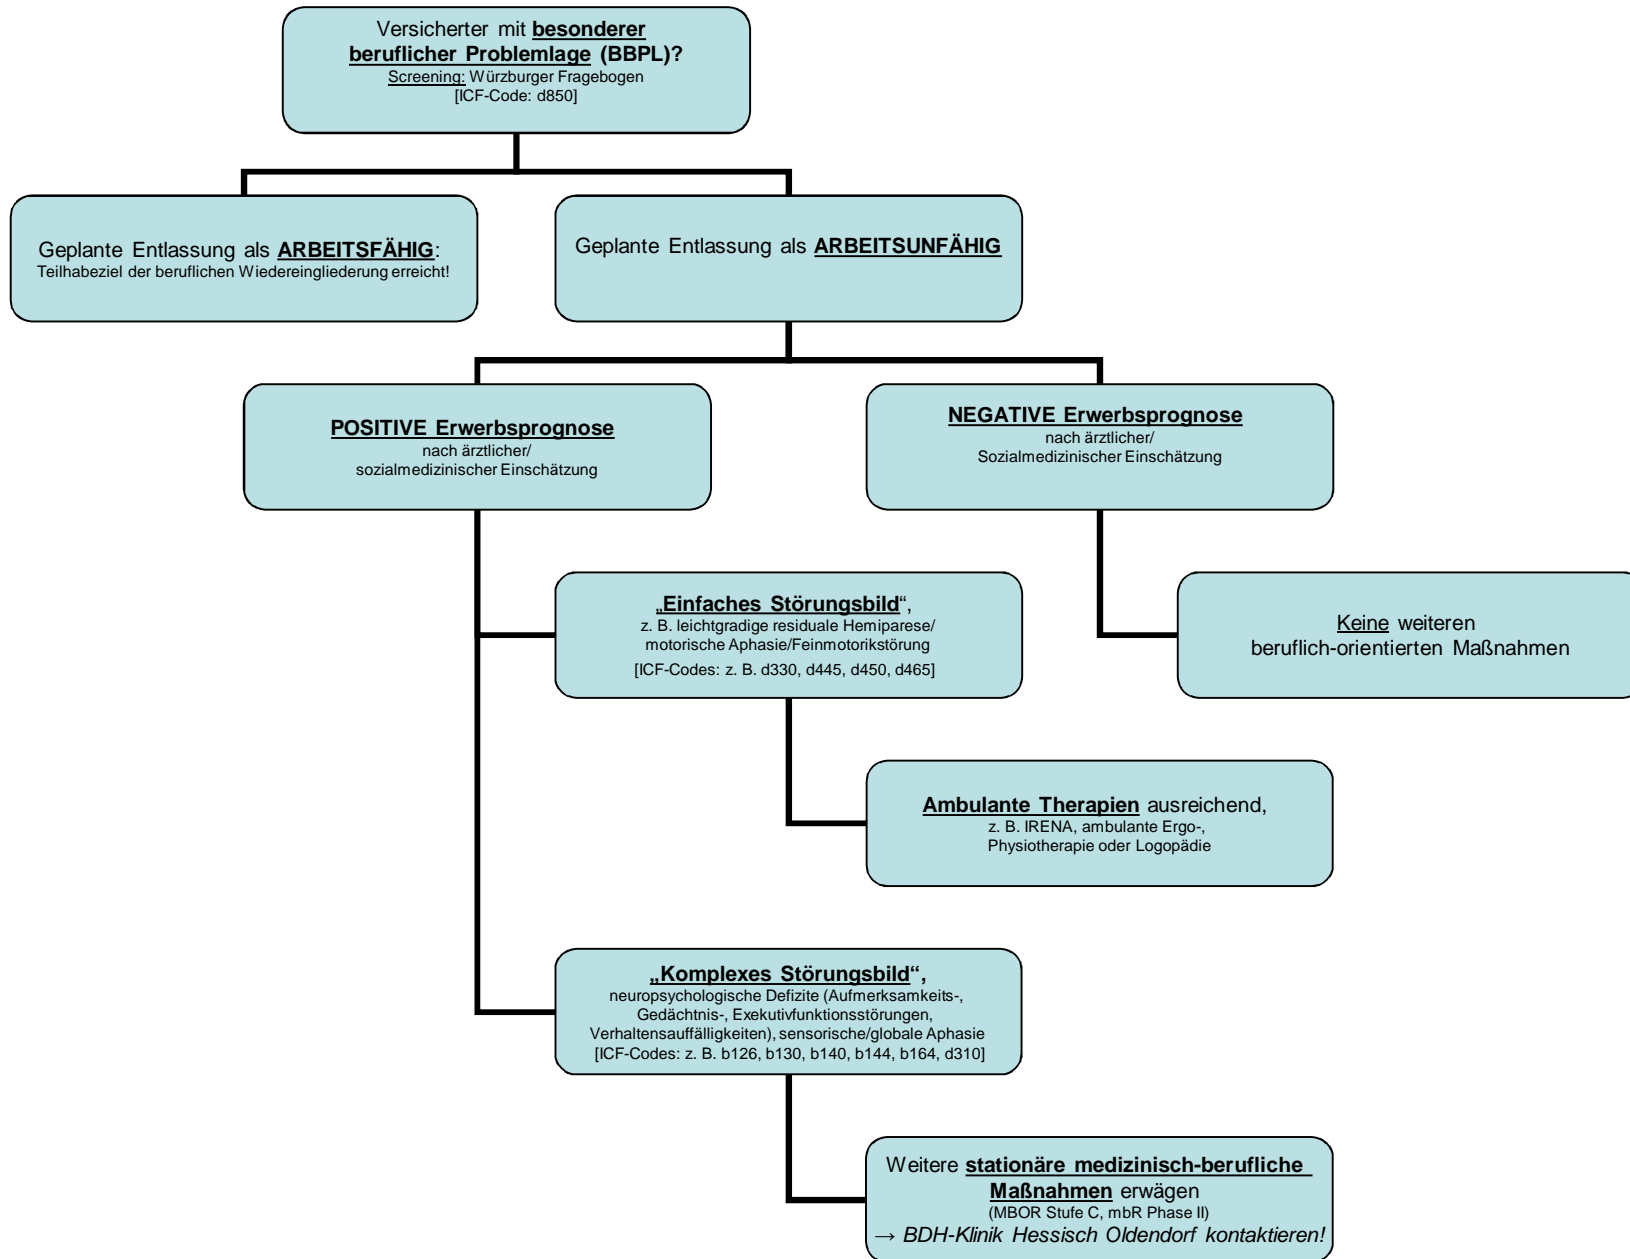 Versicherter mit besonderer
beruflicher Problemlage (BBPL)?
Screening: Würzburger Fragebogen
[ICF-Code: d850]
Geplante Entlassung als ARBEITSFÄHIG:
Teilhabeziel der beruflichen Wiedereingliederung erreicht!
Geplante Entlassung als ARBEITSUNFÄHIG
POSITIVE Erwerbsprognose
nach ärztlicher/
sozialmedizinischer Einschätzung
NEGATIVE Erwerbsprognose
nach ärztlicher/
Sozialmedizinischer Einschätzung
„Einfaches Störungsbild“,
z. B. leichtgradige residuale Hemiparese/
motorische Aphasie/Feinmotorikstörung
[ICF-Codes: z. B. d330, d445, d450, d465]
Keine weiteren
beruflich-orientierten Maßnahmen
Ambulante Therapien ausreichend,
z. B. IRENA, ambulante Ergo-,
Physiotherapie oder Logopädie
„Komplexes Störungsbild“,
neuropsychologische Defizite (Aufmerksamkeits-,
Gedächtnis-, Exekutivfunktionsstörungen,
Verhaltensauffälligkeiten), sensorische/globale Aphasie
[ICF-Codes: z. B. b126, b130, b140, b144, b164, d310]
Weitere stationäre medizinisch-berufliche
Maßnahmen erwägen
(MBOR Stufe C, mbR Phase II)
→ BDH-Klinik Hessisch Oldendorf kontaktieren!